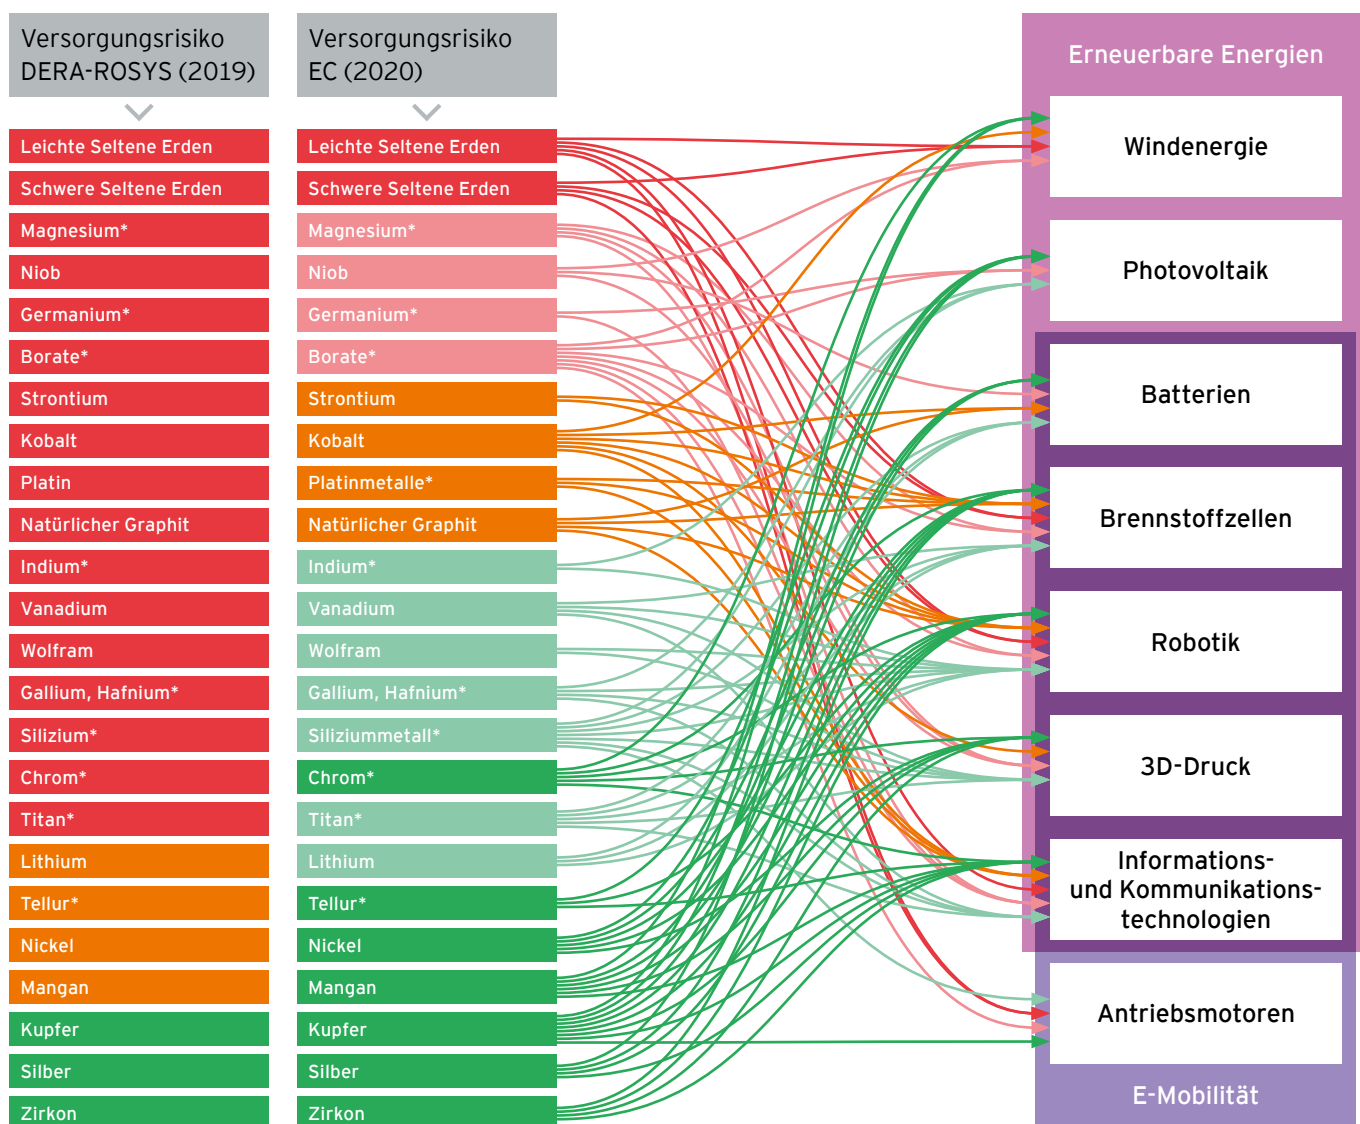 Versorgungsrisiko
DERA-ROSYS (2019)
Leichte Seltene Erden
Schwere Seltene Erden
Magnesium*
Niob
Germanium*
Borate*
Strontium
Kobalt
Platin
Natürlicher Graphit
Indium*
Vanadium
Wolfram
Gallium, Hafnium*
Silizium*
Chrom*
Titan*
Lithium
Tellur*
Nickel
Mangan
Kupfer
Silber
Zirkon
Versorgungsrisiko
EC (2020)
Leichte Seltene Erden
Schwere Seltene Erden
Magnesium*
Niob
Germanium*
Borate*
Strontium
Kobalt
Platinmetalle*
Natürlicher Graphit
Indium*
Vanadium
Wolfram
Gallium, Hafnium*
Siliziummetall*
Chrom*
Titan*
Lithium
Tellur*
Nickel
Mangan
Kupfer
Silber
Zirkon
Erneuerbare Energien
Windenergie
Photovoltaik
Batterien
Brennstoffzellen
Robotik
3D-Druck
Informations-
und Kommunikations-
technologien
Antriebsmotoren
E-Mobilität